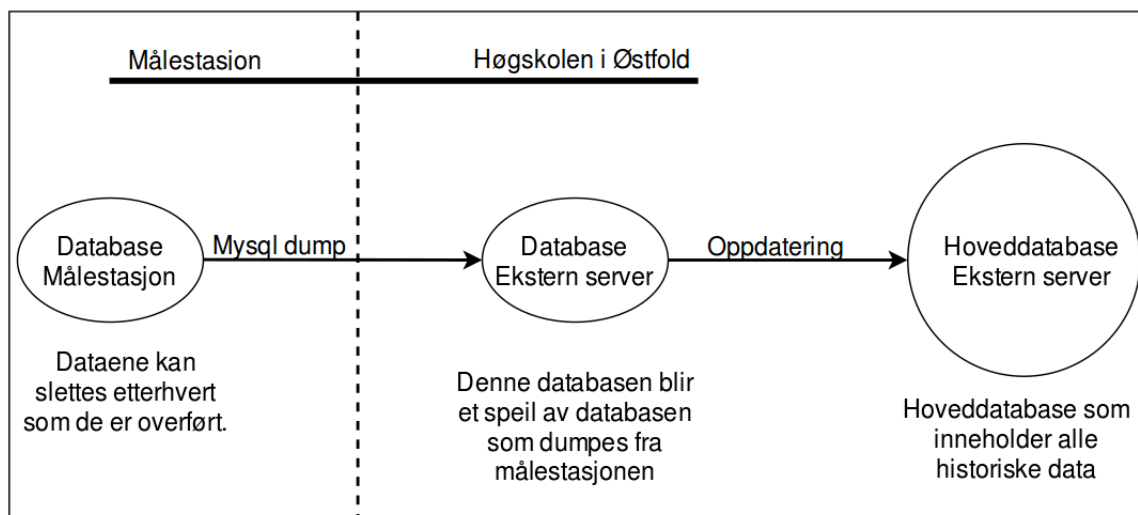 Målestasion
Høgskolen i Østfold
Database
Målestasjon
Mysql dump
Database
Ekstern server
Oppdatering
Hoveddatabase
Ekstern server
Dataene kan
slettes etterhvert
som de er overført.
Denne databasen blir
et speil av databasen
som dumpes fra
målestasjonen
Hoveddatabase som
inneholder alle
historiske data